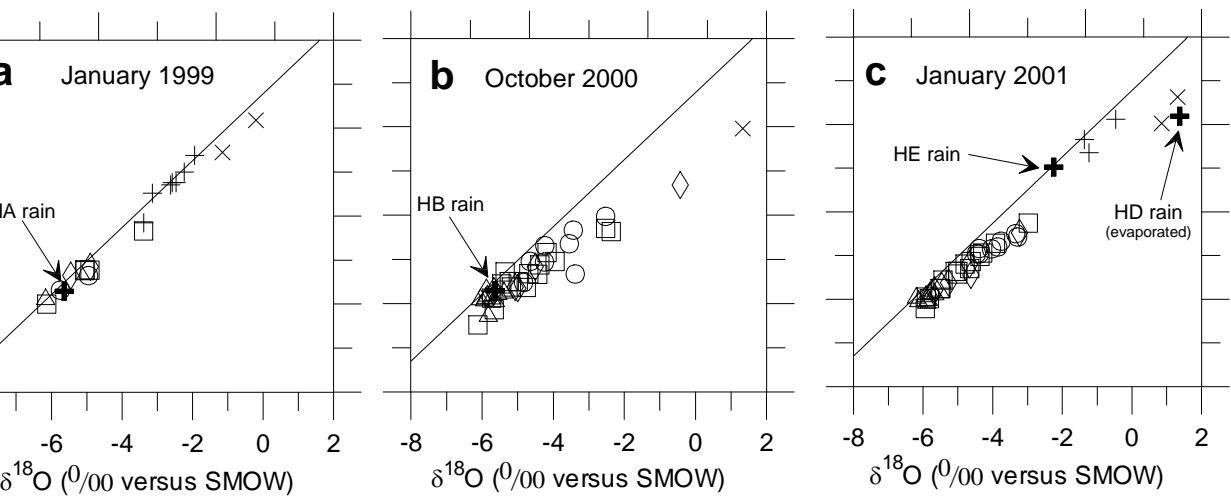 a January 1999
HA rain
-6 -4 -2 0 2
δ18O (0/00 versus SMOW)
b October 2000
HB rain
-8 -6 -4 -2 0 2
δ18O (0/00 versus SMOW)
c January 2001
HE rain
HD rain
(evaporated)
-8 -6 -4 -2 0 2
δ18O (0/00 versus SMOW)